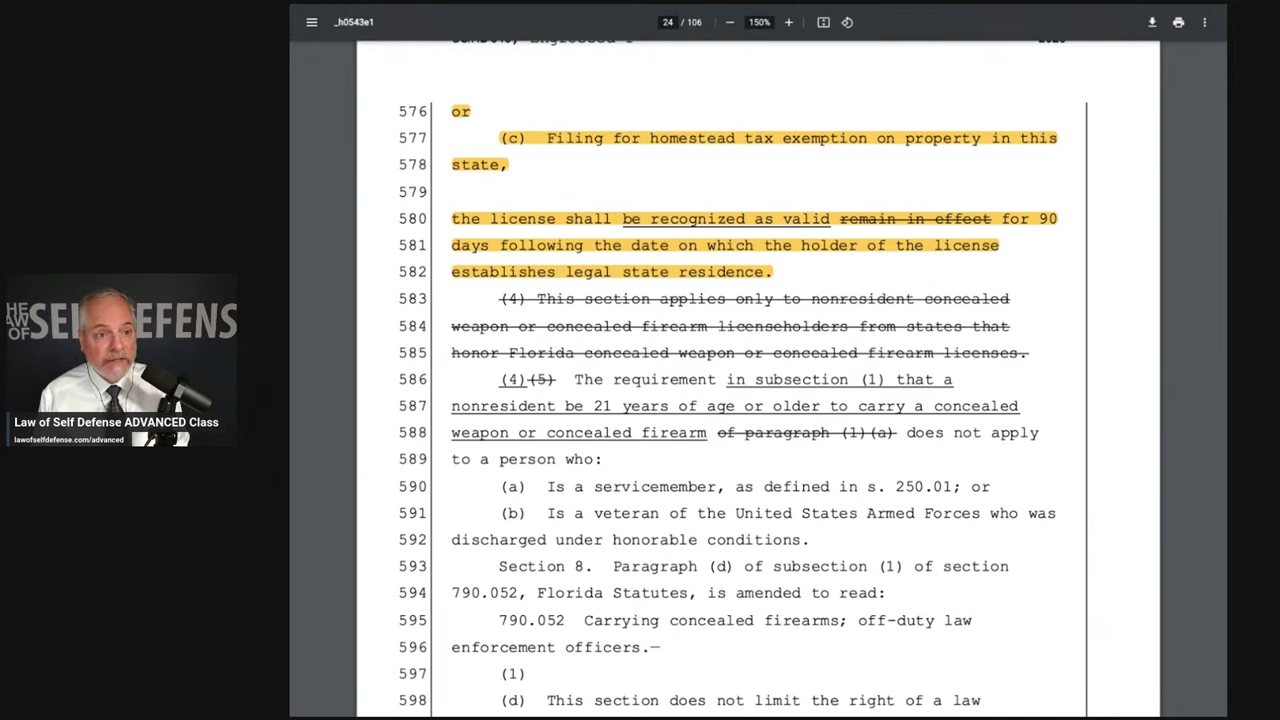 _h0543e1
24 / 106
150%
576 or
577 (c) Filing for homestead tax exemption on property in this
578 state,
579
580 the license shall be recognized as valid remain in effect for 90
581 days following the date on which the holder of the license
582 establishes legal state residence.
583 (4) This section applies only to nonresident concealed
584 weapon or concealed firearm licenseholders from states that
585 honor Florida concealed weapon or concealed firearm licenses.
586 (4)(5) The requirement in subsection (1) that a
587 nonresident be 21 years of age or older to carry a concealed
588 weapon or concealed firearm of paragraph (1)(a) does not apply
589 to a person who:
590 (a) Is a servicemember, as defined in s. 250.01; or
591 (b) Is a veteran of the United States Armed Forces who was
592 discharged under honorable conditions.
593 Section 8. Paragraph (d) of subsection (1) of section
594 790.052, Florida Statutes, is amended to read:
595 790.052 Carrying concealed firearms; off-duty law
596 enforcement officers.—
597 (1)
598 (d) This section does not limit the right of a law
THE
LAW
OF SELF DEFENS
Law of Self Defense ADVANCED Class
lawofselfdefense.com/advanced